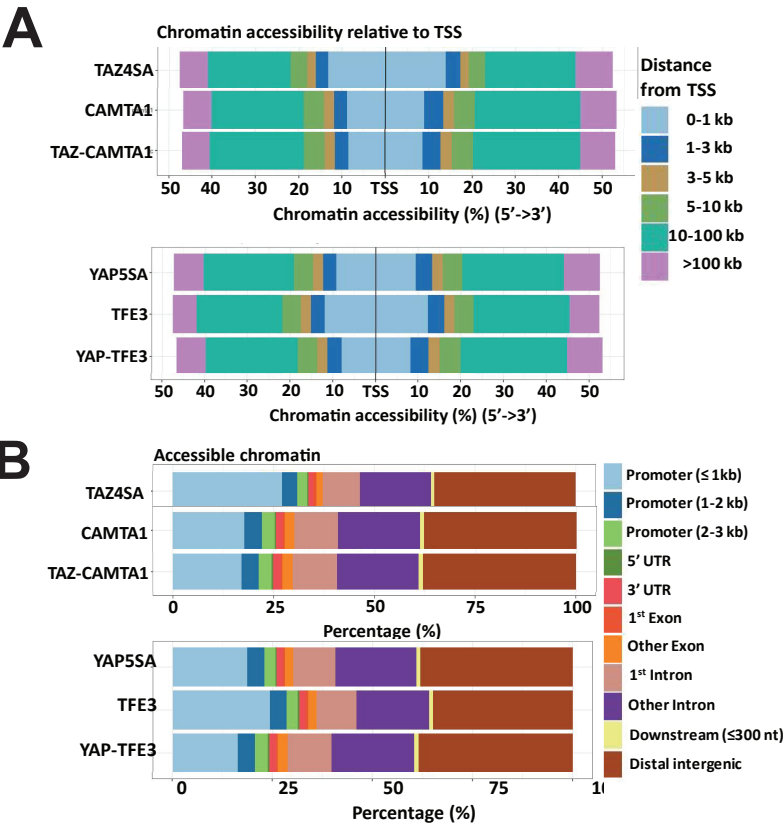 A
Chromatin accessibility relative to TSS
TAZ4SA
CAMTA1
TAZ-CAMTA1
50 40 30 20 10 TSS 10 20 30 40 50
Chromatin accessibility (%) (5’->3’)
Distance
from TSS
0-1 kb
1-3 kb
3-5 kb
5-10 kb
10-100 kb
>100 kb
YAP5SA
TFE3
YAP-TFE3
50 40 30 20 10 TSS 10 20 30 40 50
Chromatin accessibility (%) (5’->3’)
B
Accessible chromatin
TAZ4SA
CAMTA1
TAZ-CAMTA1
0 25 50 75 100
Percentage (%)
YAP5SA
TFE3
YAP-TFE3
0 25 50 75
Percentage (%)
Promoter (≤1kb)
Promoter (1-2 kb)
Promoter (2-3 kb)
5’ UTR
3’ UTR
1st Exon
Other Exon
1st Intron
Other Intron
Downstream (≤300 nt)
Distal intergenic